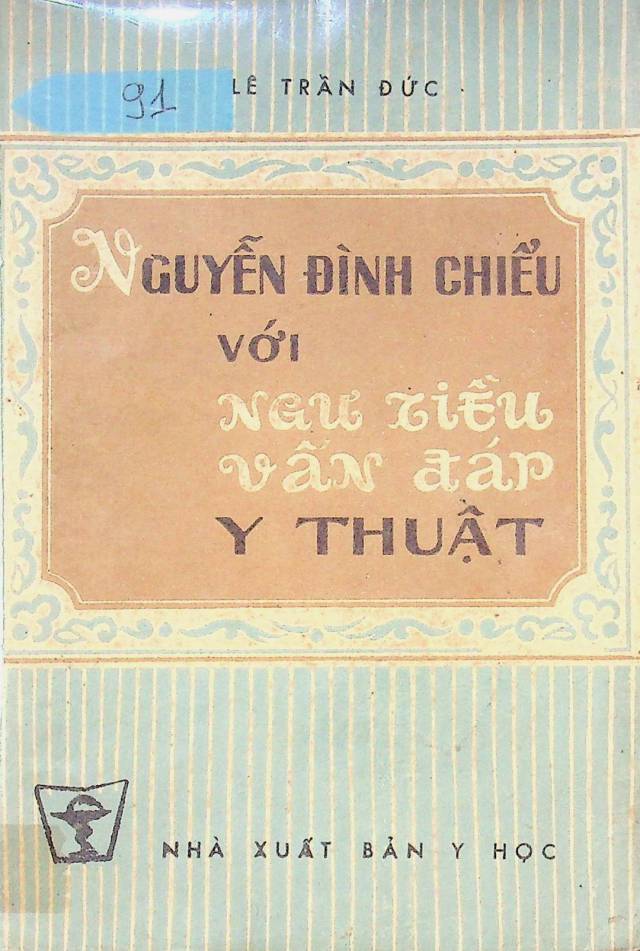 91
LÊ TRẦN ĐỨC
NGUYỄN ĐÌNH CHIỂU
VỚI
NGƯ TIỀU
VẤN ĐÁP
Y THUẬT
NHÀ XUẤT BẢN Y HỌC